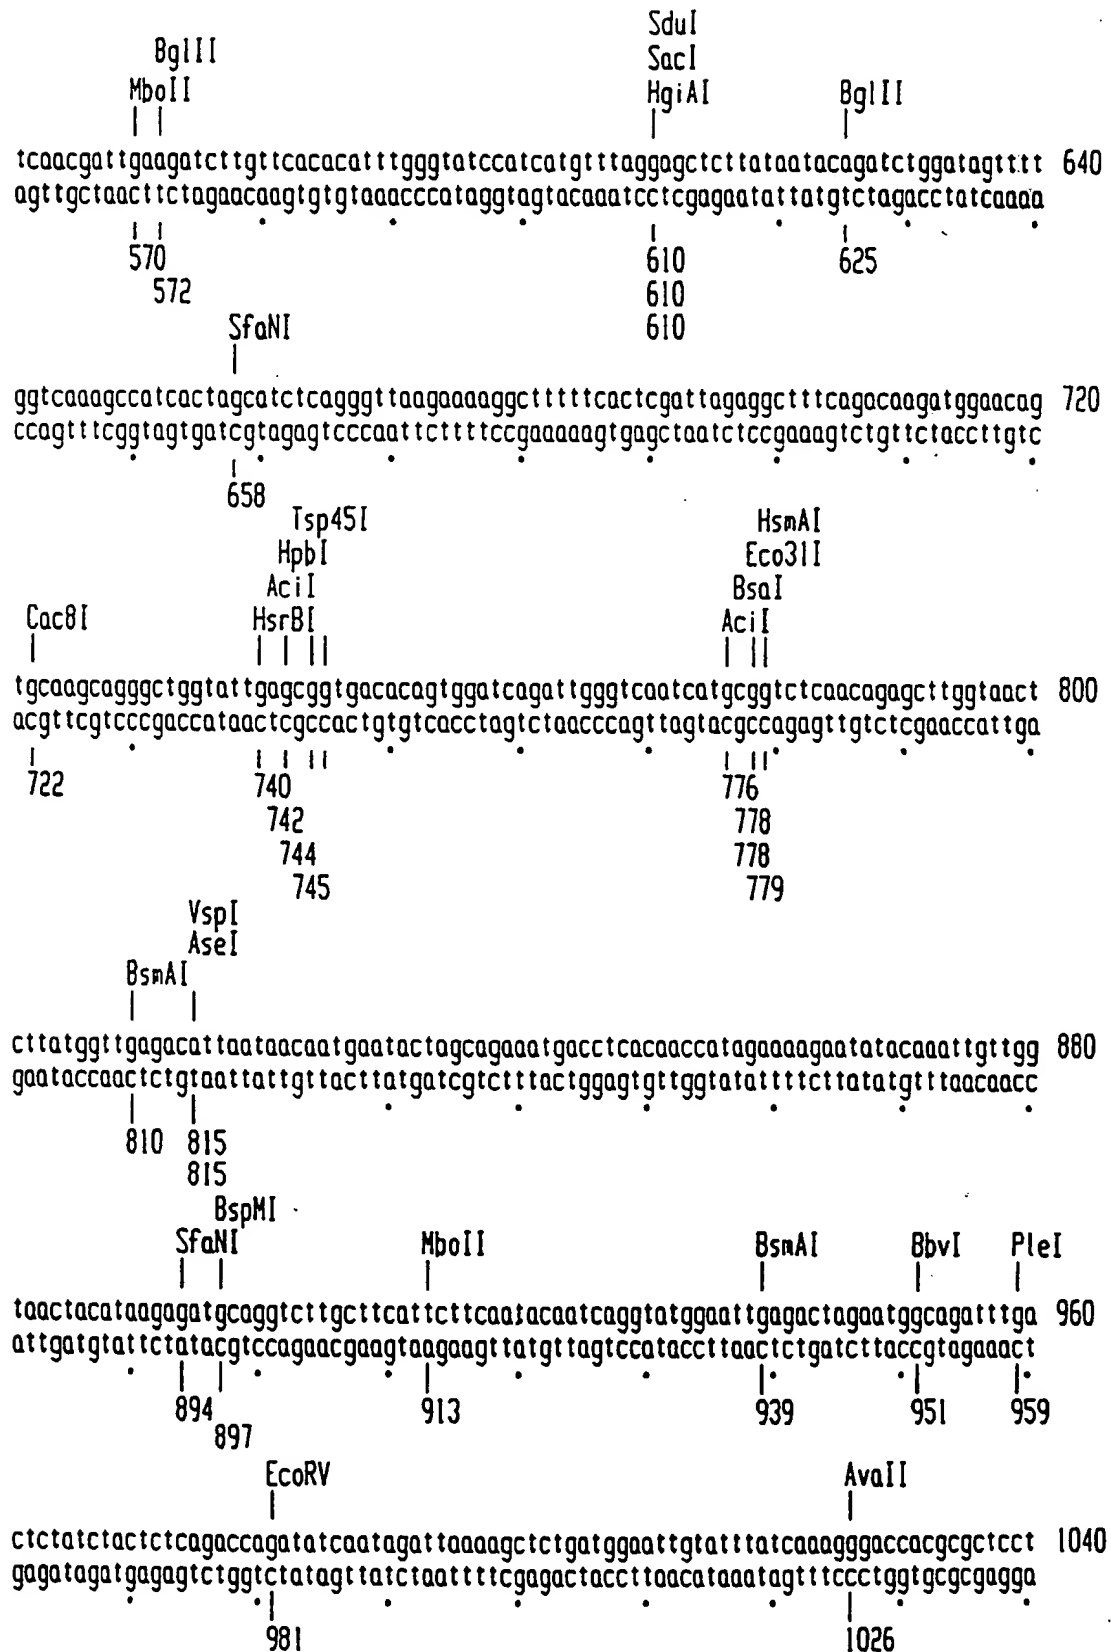 SduI
BglII SacI
MboII HgiAI BglII
tcaacgattgaagatcttgttcacacatttgggtatccatcatgtttaggagctcttataatacagatctggatagtttt 640
agttgctaacttctagaacaagtgtgtaaacccataggtagtacaaatcctcgagaatattatgtctagacctatcaaaa
570 610 625
572 610
610
SfaNI
ggtcaaagccatcactagcatctcagggttaagaaaaggctttttcactcgattagaggctttcagacaagatggaacag 720
ccagtttcggtagtgatcgtagagtcccaattcttttccgaaaaagtgagctaatctccgaaagtctgttctaccttgtc
658
Tsp45I HsmAI
HpbI Eco31I
AciI BsaI
Cac8I HsrBI AciI
tgcaagcagggctggtattgagcggtgacacagtggatcagattgggtcaatcatgcggtctcaacagagcttggtaact 800
acgttcgtcccgaccataactcgccactgtgtcacctagtctaacccagttagtacgccagagttgtctcgaaccattga
722 740 776
742 778
744 778
745 779
VspI
AseI
BsmAI
cttatggttgagacattaataacaatgaatactagcagaaatgacctcacaaccatagaaaagaatatacaaattgttgg 880
gaataccaactctgtaattattgttacttatgatcgtctttactggagtgttggtatattttcttatatgtttaacaacc
810 815
815
BspMI
SfaNI MboII BsmAI BbvI PleI
taactacataagagatgcaggtcttgcttcattcttcaatacaatcaggtatggaattgagactagaatggcagatttga 960
attgatgtattctatacgtccagaacgaagtaagaagttatgttagtccataccttaactctgatcttaccgtagaaact
894 913 939 951 959
897
EcoRV AvaII
ctctatctactctcagaccagatatcaatagattaaaagctctgatggaattgtatttatcaaagggaccacgcgctcct 1040
gagatagatgagagtctggtctatagttatctaattttcgagactaccttaacataaatagtttccctggtgcgcgagga
981 1026